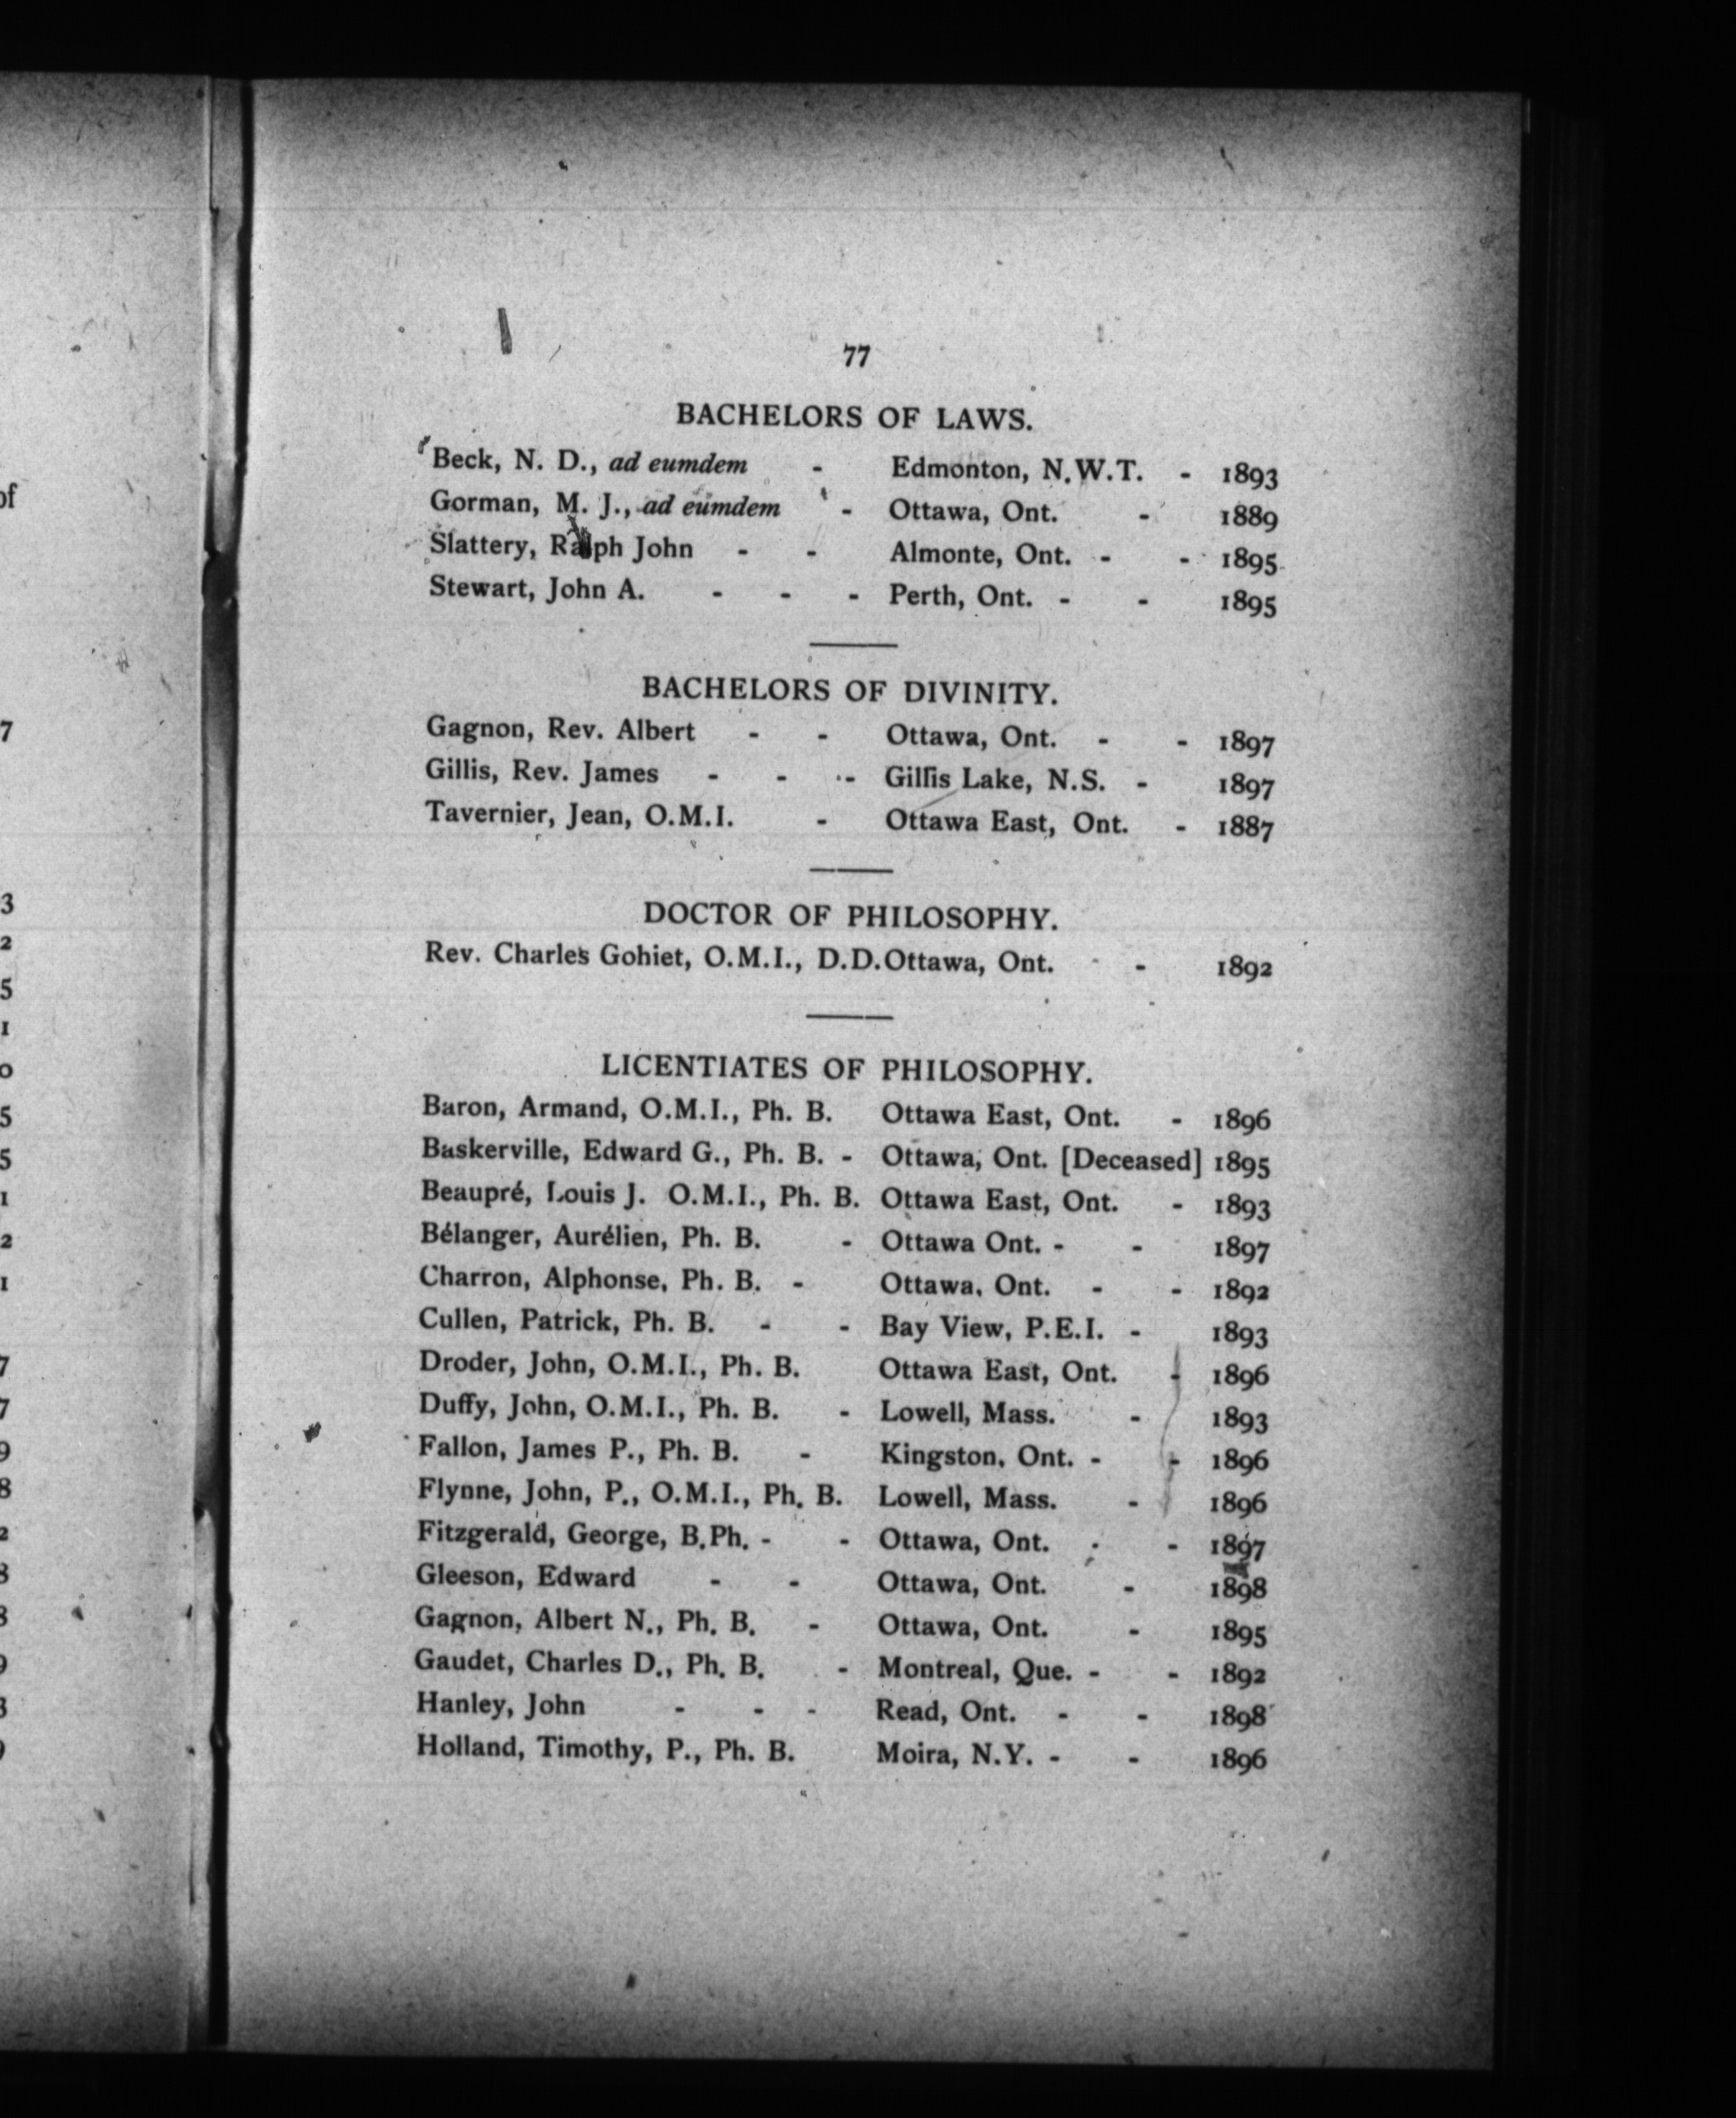 77
BACHELORS OF LAWS.
Beck, N. D., ad eumdem - Edmonton, N.W.T. - 1893
Gorman, M. J., ad eumdem - Ottawa, Ont. - 1889
Slattery, Ralph John - - Almonte, Ont. - - 1895
Stewart, John A. - - - Perth, Ont. - - 1895
BACHELORS OF DIVINITY.
Gagnon, Rev. Albert - - Ottawa, Ont. - - 1897
Gillis, Rev. James - - - Gillis Lake, N.S. - 1897
Tavernier, Jean, O.M.I. - Ottawa East, Ont. - 1887
DOCTOR OF PHILOSOPHY.
Rev. Charles Gohiet, O.M.I., D.D. Ottawa, Ont. - - 1892
LICENTIATES OF PHILOSOPHY.
Baron, Armand, O.M.I., Ph. B. Ottawa East, Ont. - 1896
Baskerville, Edward G., Ph. B. - Ottawa, Ont. [Deceased] 1895
Beaupré, Louis J. O.M.I., Ph. B. Ottawa East, Ont. - 1893
Bélanger, Aurélien, Ph. B. - Ottawa Ont. - - 1897
Charron, Alphonse, Ph. B. - Ottawa, Ont. - - 1892
Cullen, Patrick, Ph. B. - - Bay View, P.E.I. - 1893
Droder, John, O.M.I., Ph. B. Ottawa East, Ont. - 1896
Duffy, John, O.M.I., Ph. B. - Lowell, Mass. - 1893
Fallon, James P., Ph. B. - Kingston, Ont. - - 1896
Flynne, John, P., O.M.I., Ph. B. Lowell, Mass. - 1896
Fitzgerald, George, B.Ph. - - Ottawa, Ont. - - 1897
Gleeson, Edward - - Ottawa, Ont. - 1898
Gagnon, Albert N., Ph. B. - Ottawa, Ont. - 1895
Gaudet, Charles D., Ph. B. - Montreal, Que. - - 1892
Hanley, John - - - Read, Ont. - - 1898
Holland, Timothy, P., Ph. B. Moira, N.Y. - - 1896